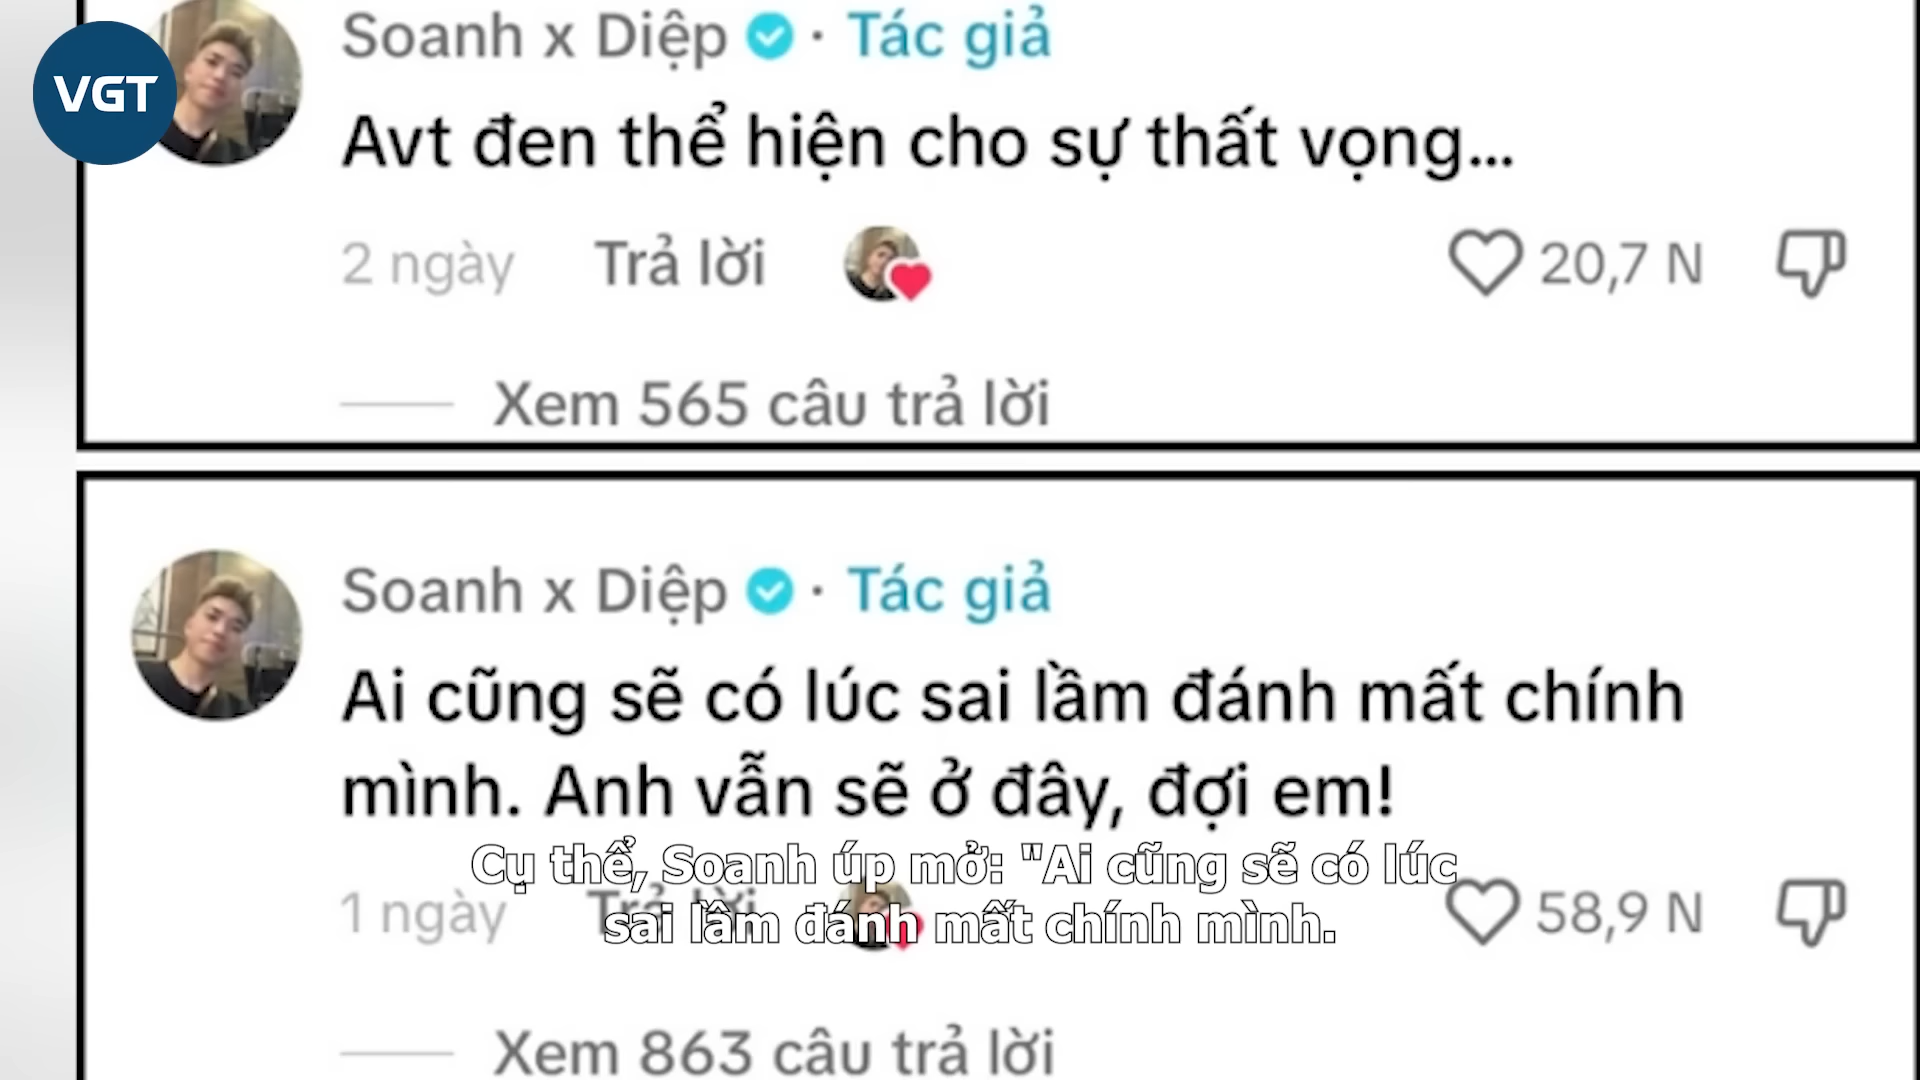 VGT
Soanh x Diệp · Tác giả
Avt đen thể hiện cho sự thất vọng...
2 ngày Trả lời 20,7 N
Xem 565 câu trả lời
Soanh x Diệp · Tác giả
Ai cũng sẽ có lúc sai lầm đánh mất chính
mình. Anh vẫn sẽ ở đây, đợi em!
Cụ thể, Soanh úp mở: "Ai cũng sẽ có lúc
1 ngày Trả lời 58,9 N
sai lầm đánh mất chính mình.
Xem 863 câu trả lời